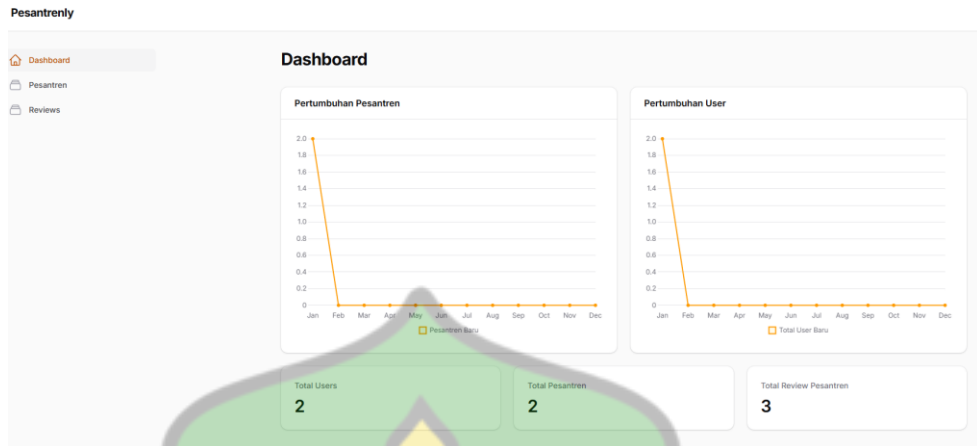 Pesantrenly
Dashboard
Pesantren
Reviews
Dashboard
Pertumbuhan Pesantren
2.0
1.8
1.6
1.4
1.2
1.0
0.8
0.6
0.4
0.2
0
Jan Feb Mar Apr May Jun Jul Aug Sep Oct Nov Dec
Pesantren Baru
Pertumbuhan User
2.0
1.8
1.6
1.4
1.2
1.0
0.8
0.6
0.4
0.2
0
Jan Feb Mar Apr May Jun Jul Aug Sep Oct Nov Dec
Total User Baru
Total Users
2
Total Pesantren
2
Total Review Pesantren
3